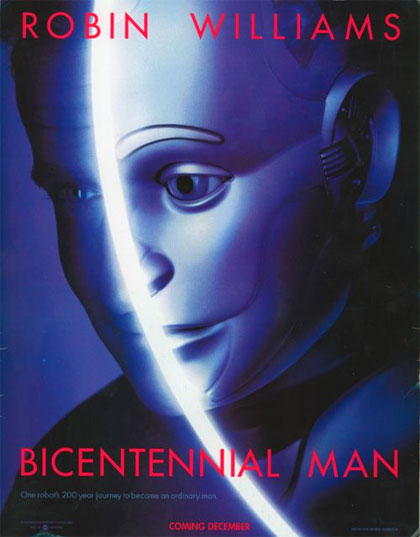 ROBIN WILLIAMS
BICENTENNIAL MAN
One robot's 200 year journey to become an ordinary man.
COMING DECEMBER